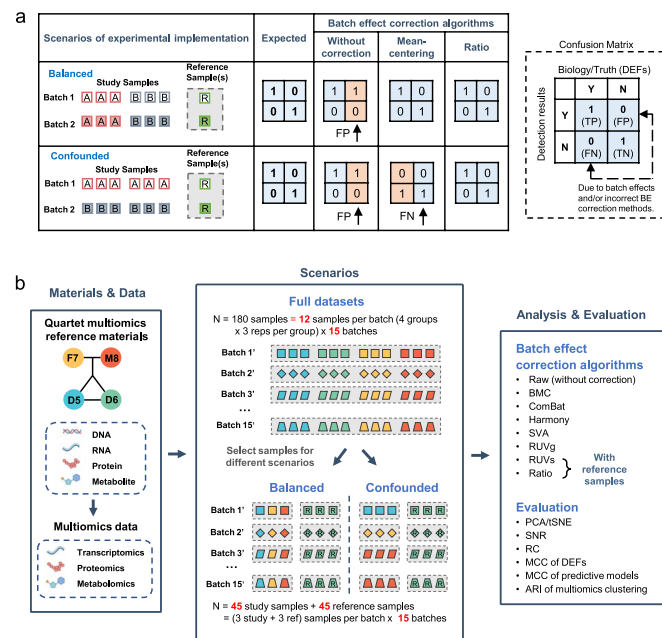 a
Scenarios of experimental implementation
Expected
Batch effect correction algorithms
Without correction
Mean-centering
Ratio
Balanced
Study Samples
Reference Sample(s)
Batch 1 A A A B B B R
Batch 2 A A A B B B R
1 0
0 1
1 1
0 0
FP
1 0
0 1
1 0
0 1
Confounded
Study Samples
Reference Sample(s)
Batch 1 A A A A A A R
Batch 2 B B B B B B R
1 0
0 1
1 1
0 0
FP
0 0
1 1
FN
1 0
0 1
Confusion Matrix
Biology/Truth (DEFs)
Detection results
Y N
Y 1 (TP) 0 (FP)
N 0 (FN) 1 (TN)
Due to batch effects
and/or incorrect BE
correction methods.
b
Materials & Data
Quartet multiomics
reference materials
F7 M8
D5 D6
DNA
RNA
Protein
Metabolite
Multiomics data
Transcriptomics
Proteomics
Metabolomics
Scenarios
Full datasets
N = 180 samples = 12 samples per batch (4 groups
x 3 reps per group) x 15 batches
Batch 1'
Batch 2'
Batch 3'
...
Batch 15'
Select samples for
different scenarios
Balanced
Confounded
Batch 1' R R R R R R
Batch 2' R R R R R R
Batch 3' R R R R R R
...
Batch 15' R R R R R R
N = 45 study samples + 45 reference samples
= (3 study + 3 ref) samples per batch x 15 batches
Analysis & Evaluation
Batch effect
correction algorithms
• Raw (without correction)
• BMC
• ComBat
• Harmony
• SVA
• RUVg
• RUVs
• Ratio
With
reference
samples
Evaluation
• PCA/tSNE
• SNR
• RC
• MCC of DEFs
• MCC of predictive models
• ARI of multiomics clustering